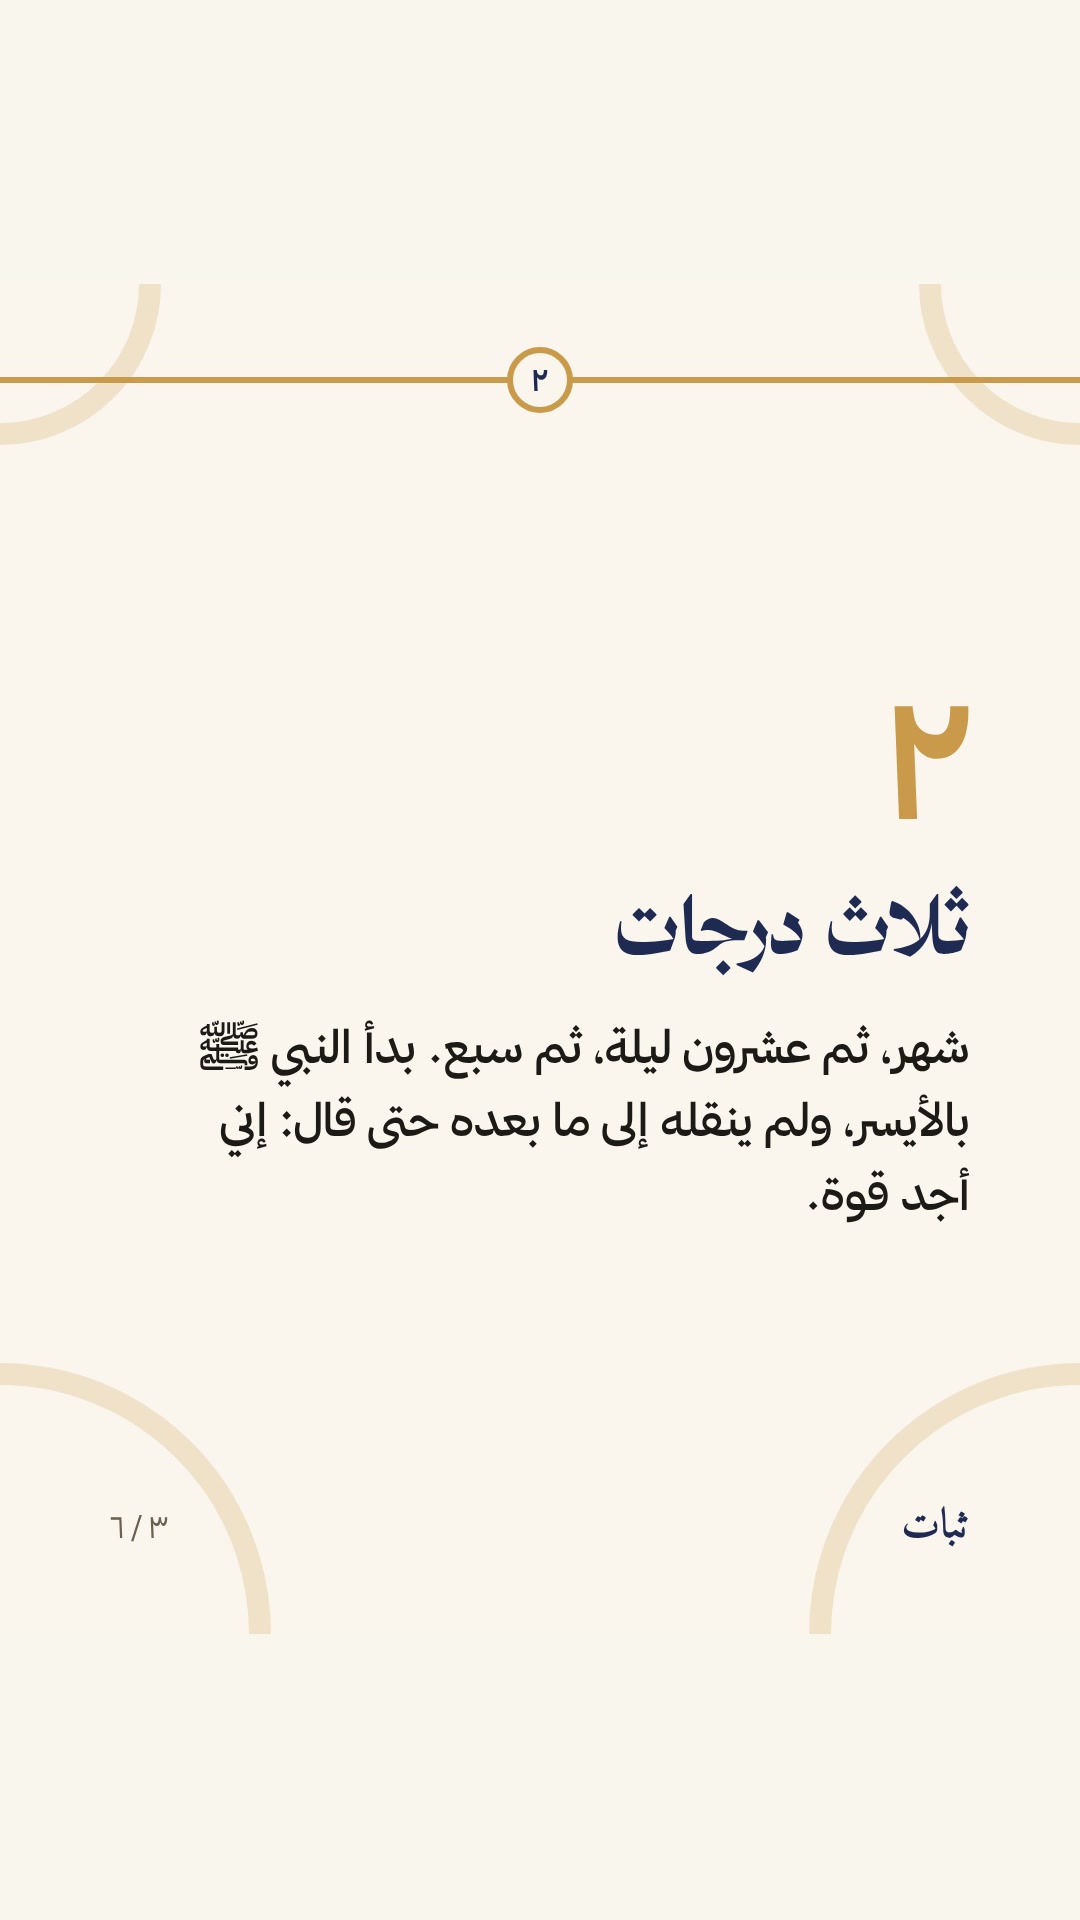 ٢
٢
ثلاث درجات
شهر، ثم عشرون ليلة، ثم سبع. بدأ النبي ﷺ
بالأيسر، ولم ينقله إلى ما بعده حتى قال: إني
أجد قوة.
ثبات
٣ / ٦